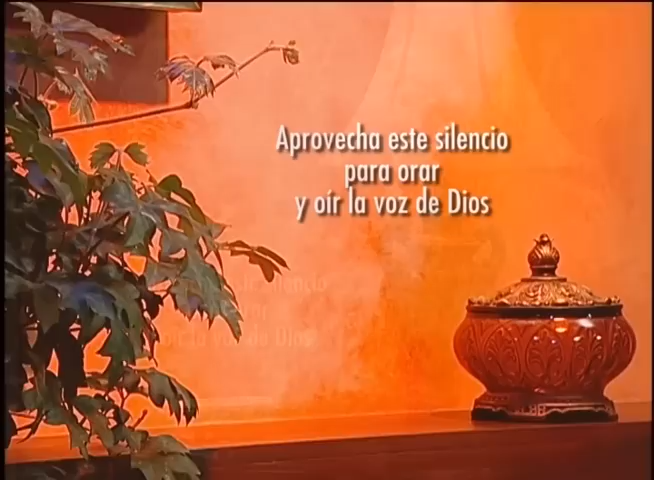 Aprovecha este silencio
para orar
y oír la voz de Dios